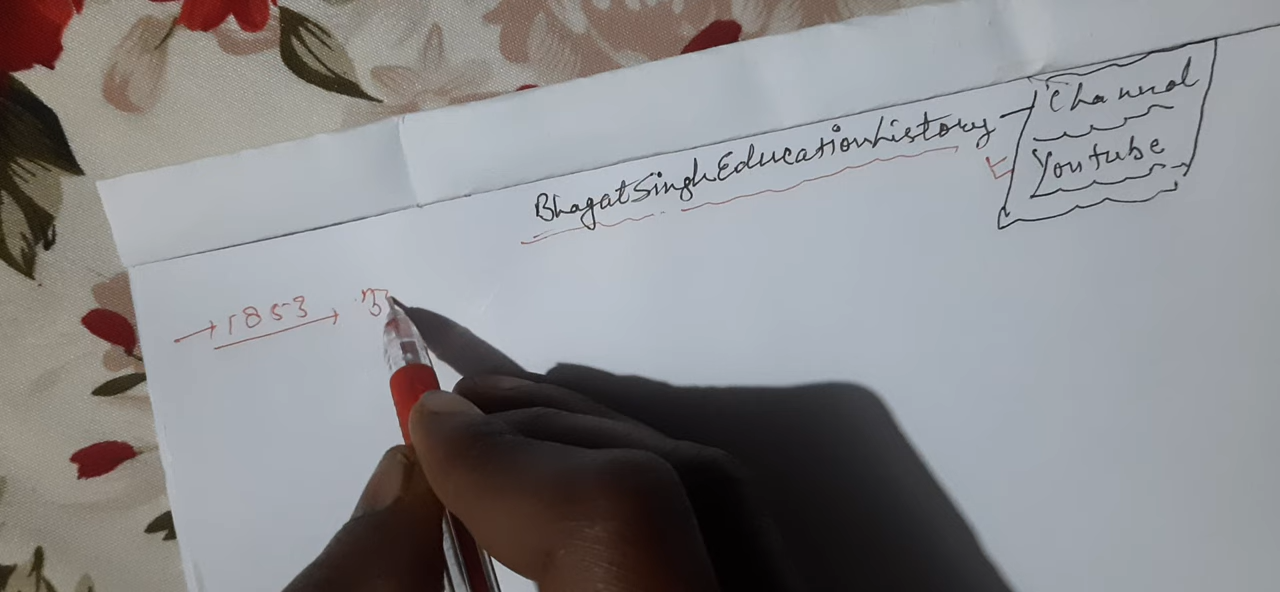 BhagatSinghEducationhistory
Channel
Youtube
→ 1853 →